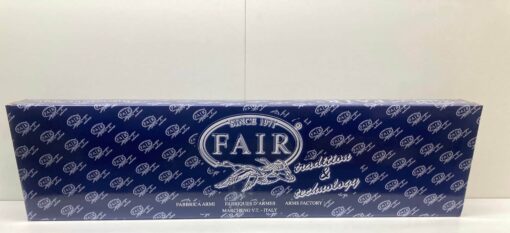 SINCE 1971
FAIR®
tradition
&
technology
FABBRICA ARMI FABRIQUES D'ARMES ARMS FACTORY
MARCHENO V.T. - ITALY